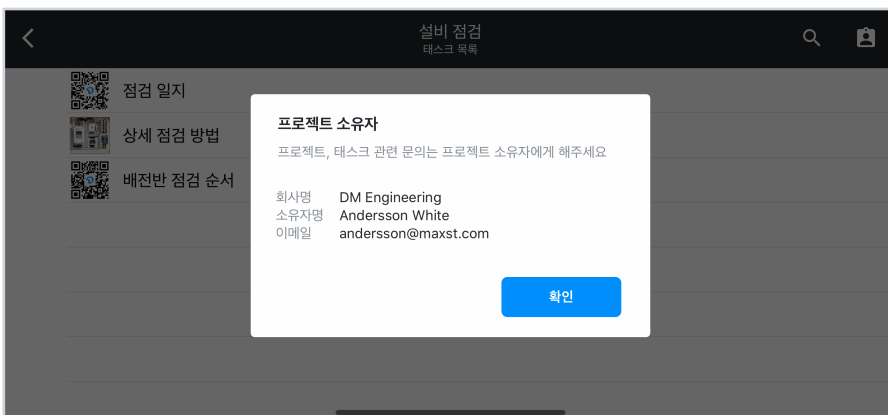 설비 점검
태스크 목록
점검 일지
상세 점검 방법
배전반 점검 순서
프로젝트 소유자
프로젝트, 태스크 관련 문의는 프로젝트 소유자에게 해주세요
회사명 DM Engineering
소유자명 Andersson White
이메일 andersson@maxst.com
확인